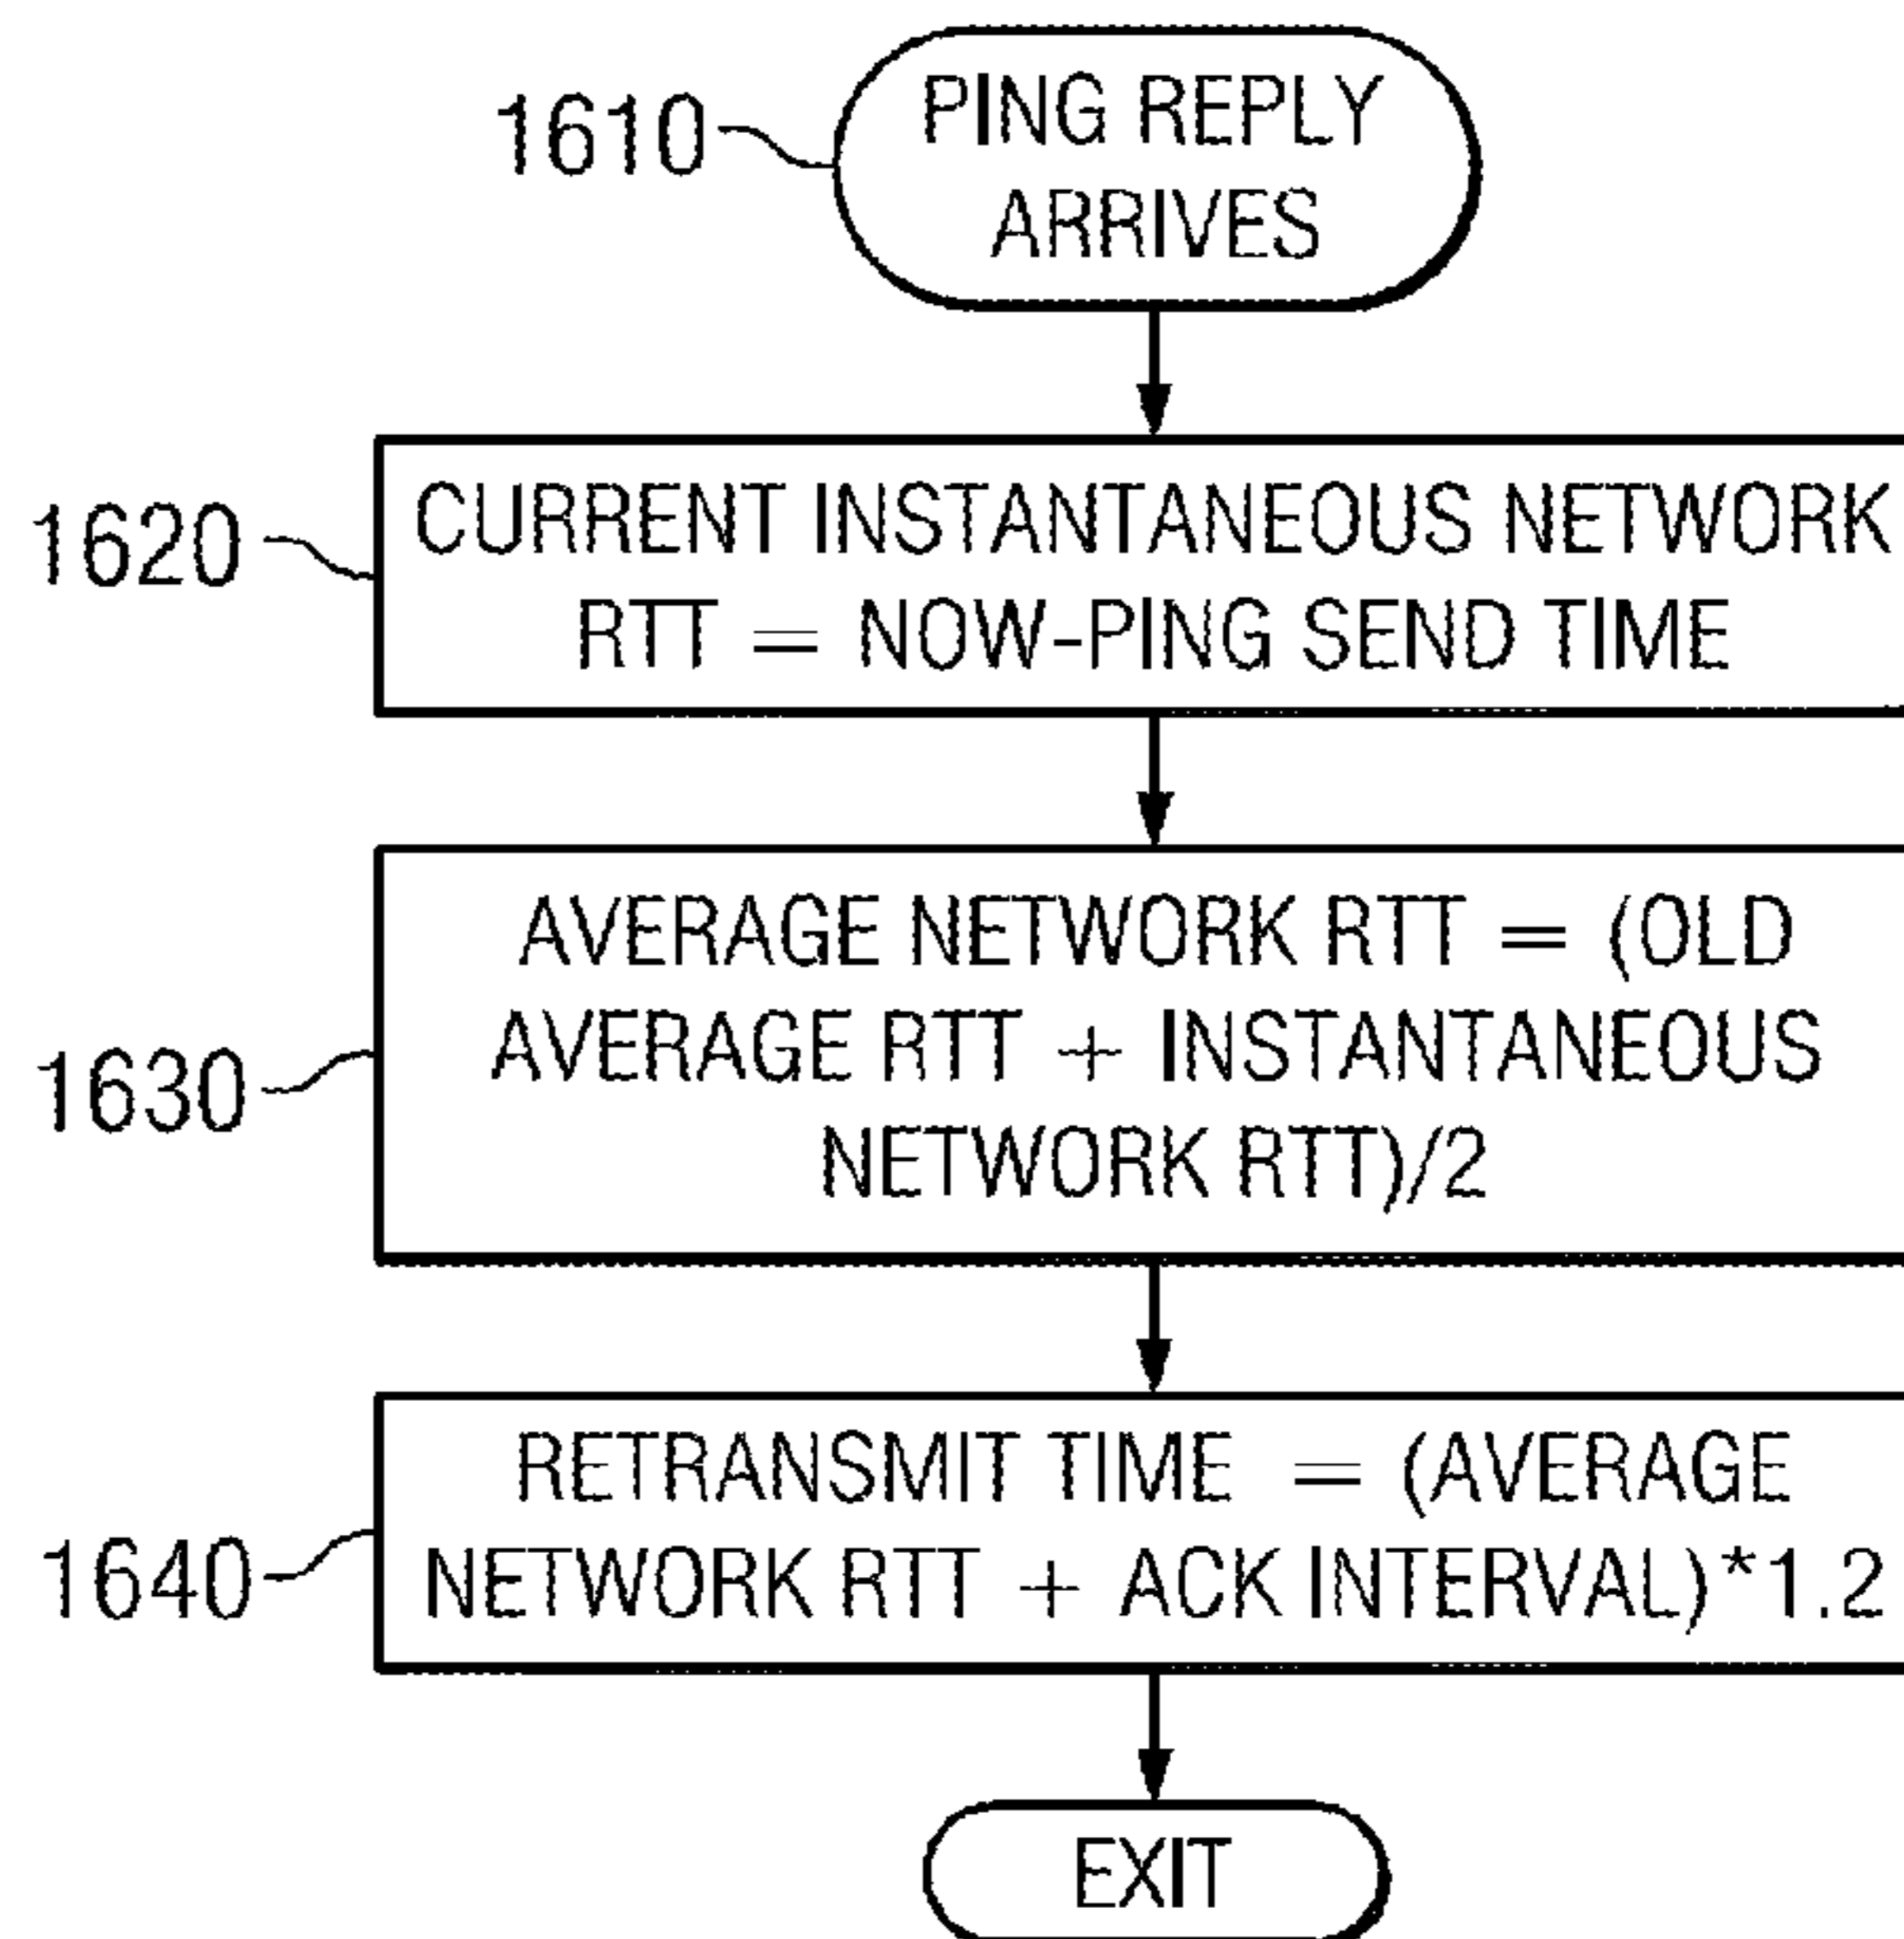 1610
PING REPLY
ARRIVES
1620
CURRENT INSTANTANEOUS NETWORK
RTT = NOW-PING SEND TIME
1630
AVERAGE NETWORK RTT = (OLD
AVERAGE RTT + INSTANTANEOUS
NETWORK RTT)/2
1640
RETRANSMIT TIME = (AVERAGE
NETWORK RTT + ACK INTERVAL)*1.2
EXIT